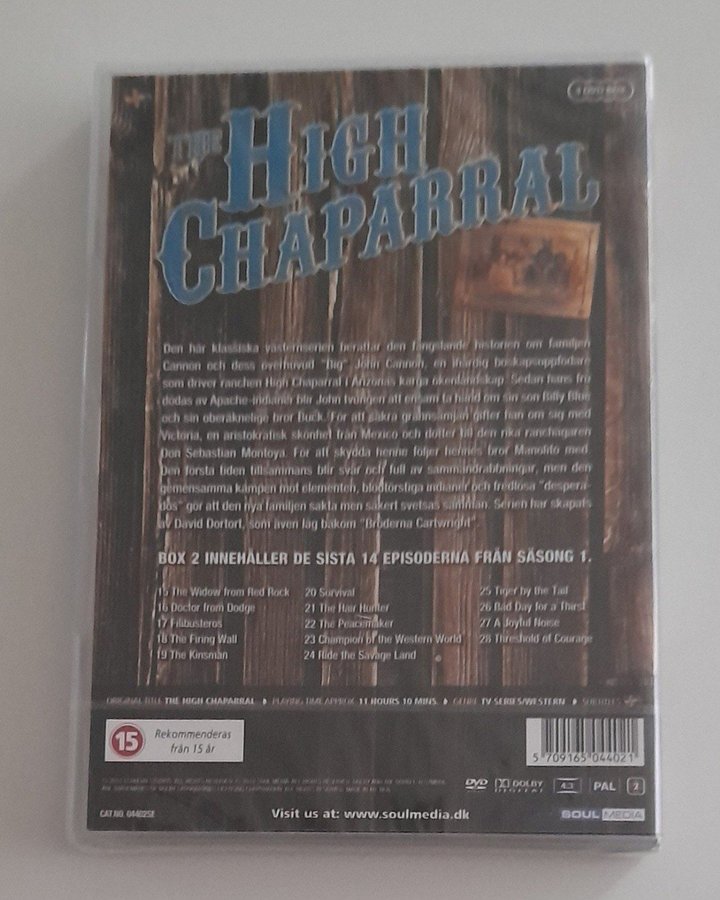 4 DVD BOX
THE
HIGH
CHAPARRAL
Den här klassiska västernserien berättar den fängslande historien om familjen
Cannon och dess överhuvud "Big" John Cannon, en ihärdig boskapsuppfödare
som driver ranchen High Chaparral i Arizonas karga ökenlandskap. Sedan hans fru
dödas av Apache-indianer blir John tvungen att ensam ta hand om sin son Billy Blue
och sin oberäknelige bror Buck. För att säkra grannsämjan gifter han om sig med
Victoria, en aristokratisk skönhet från Mexico och dotter till den rika ranchägaren
Don Sebastian Montoya. För att skydda henne följer hennes bror Manolito med.
Den första tiden tillsammans blir svår och full av sammandrabbningar, men den
gemensamma kampen mot elementen, blodtörstiga indianer och fredlösa "despera-
dos" gör att den nya familjen sakta men säkert svetsas samman. Serien har skapats
av David Dortort, som även låg bakom "Bröderna Cartwright"
BOX 2 INNEHÅLLER DE SISTA 14 EPISODERNA FRÅN SÄSONG 1.
15 The Widow from Red Rock 20 Survival 25 Tiger by the Tail
16 Doctor from Dodge 21 The Hair Hunter 26 Bad Day for a Thirst
17 Filibusteros 22 The Peacemaker 27 A Joyful Noise
18 The Firing Wall 23 Champion of the Western World 28 Threshold of Courage
19 The Kinsman 24 Ride the Savage Land
ORIGINAL TITLE THE HIGH CHAPARRAL PLAYING TIME APPROX. 11 HOURS 10 MINS. GENRE TV SERIES/WESTERN SUBTITLES
15 Rekommenderas
från 15 år
5 709165 044021
DVD DOLBY DIGITAL 4:3 PAL 2
CAT.NO. 04402SE Visit us at: www.soulmedia.dk SOUL MEDIA